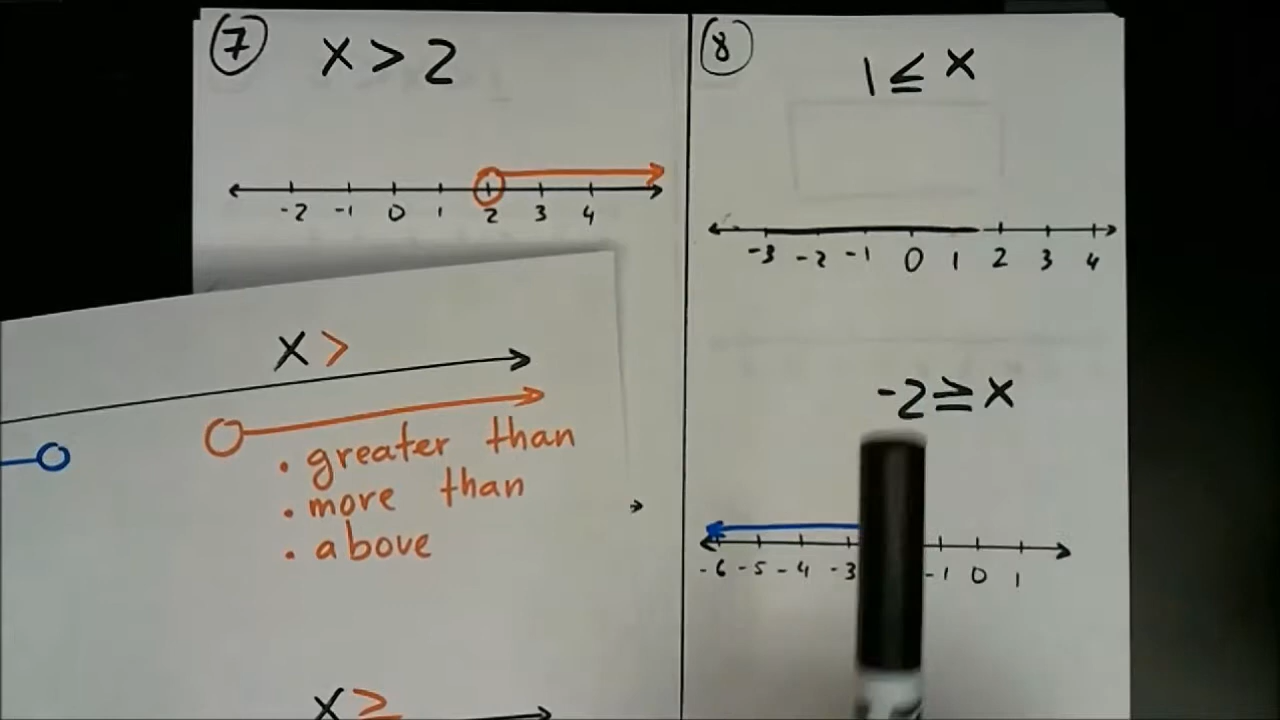 7 x > 2
-2 -1 0 1 2 3 4
x >
• greater than
• more than
• above
x ≥
8 1 ≤ x
-3 -2 -1 0 1 2 3 4
-2 ≥ x
-6 -5 -4 -3 -1 0 1